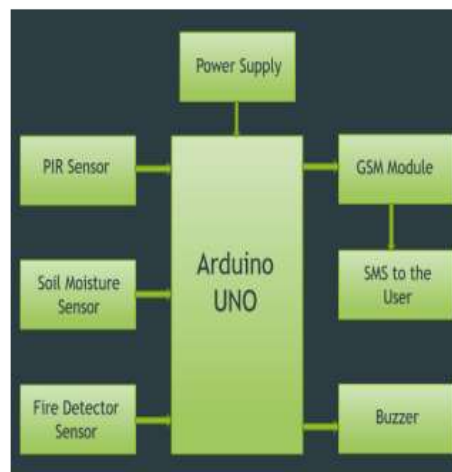 Power Supply
PIR Sensor
GSM Module
Arduino
UNO
Soil Moisture
Sensor
SMS to the
User
Fire Detector
Sensor
Buzzer